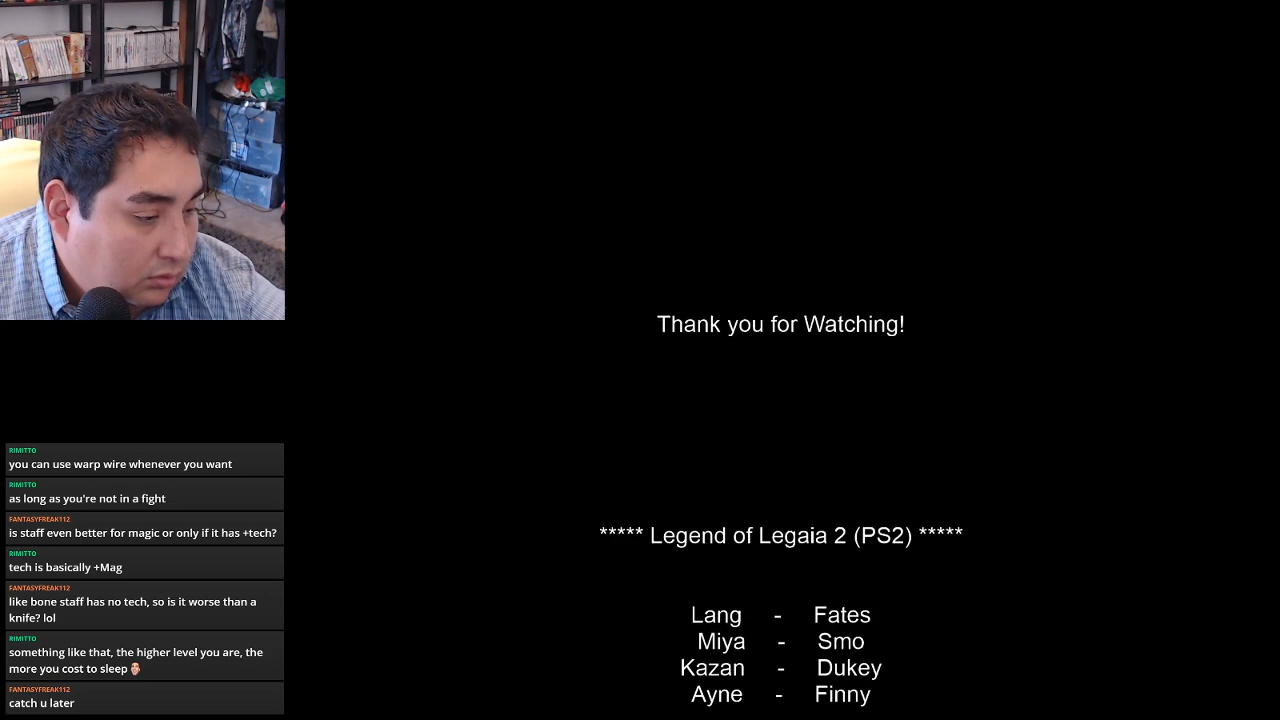 Thank you for Watching!
***** Legend of Legaia 2 (PS2) *****
Lang - Fates
Miya - Smo
Kazan - Dukey
Ayne - Finny
RIMITTO
you can use warp wire whenever you want
RIMITTO
as long as you're not in a fight
FANTASYFREAK112
is staff even better for magic or only if it has +tech?
RIMITTO
tech is basically +Mag
FANTASYFREAK112
like bone staff has no tech, so is it worse than a
knife? lol
RIMITTO
something like that, the higher level you are, the
more you cost to sleep
FANTASYFREAK112
catch u later